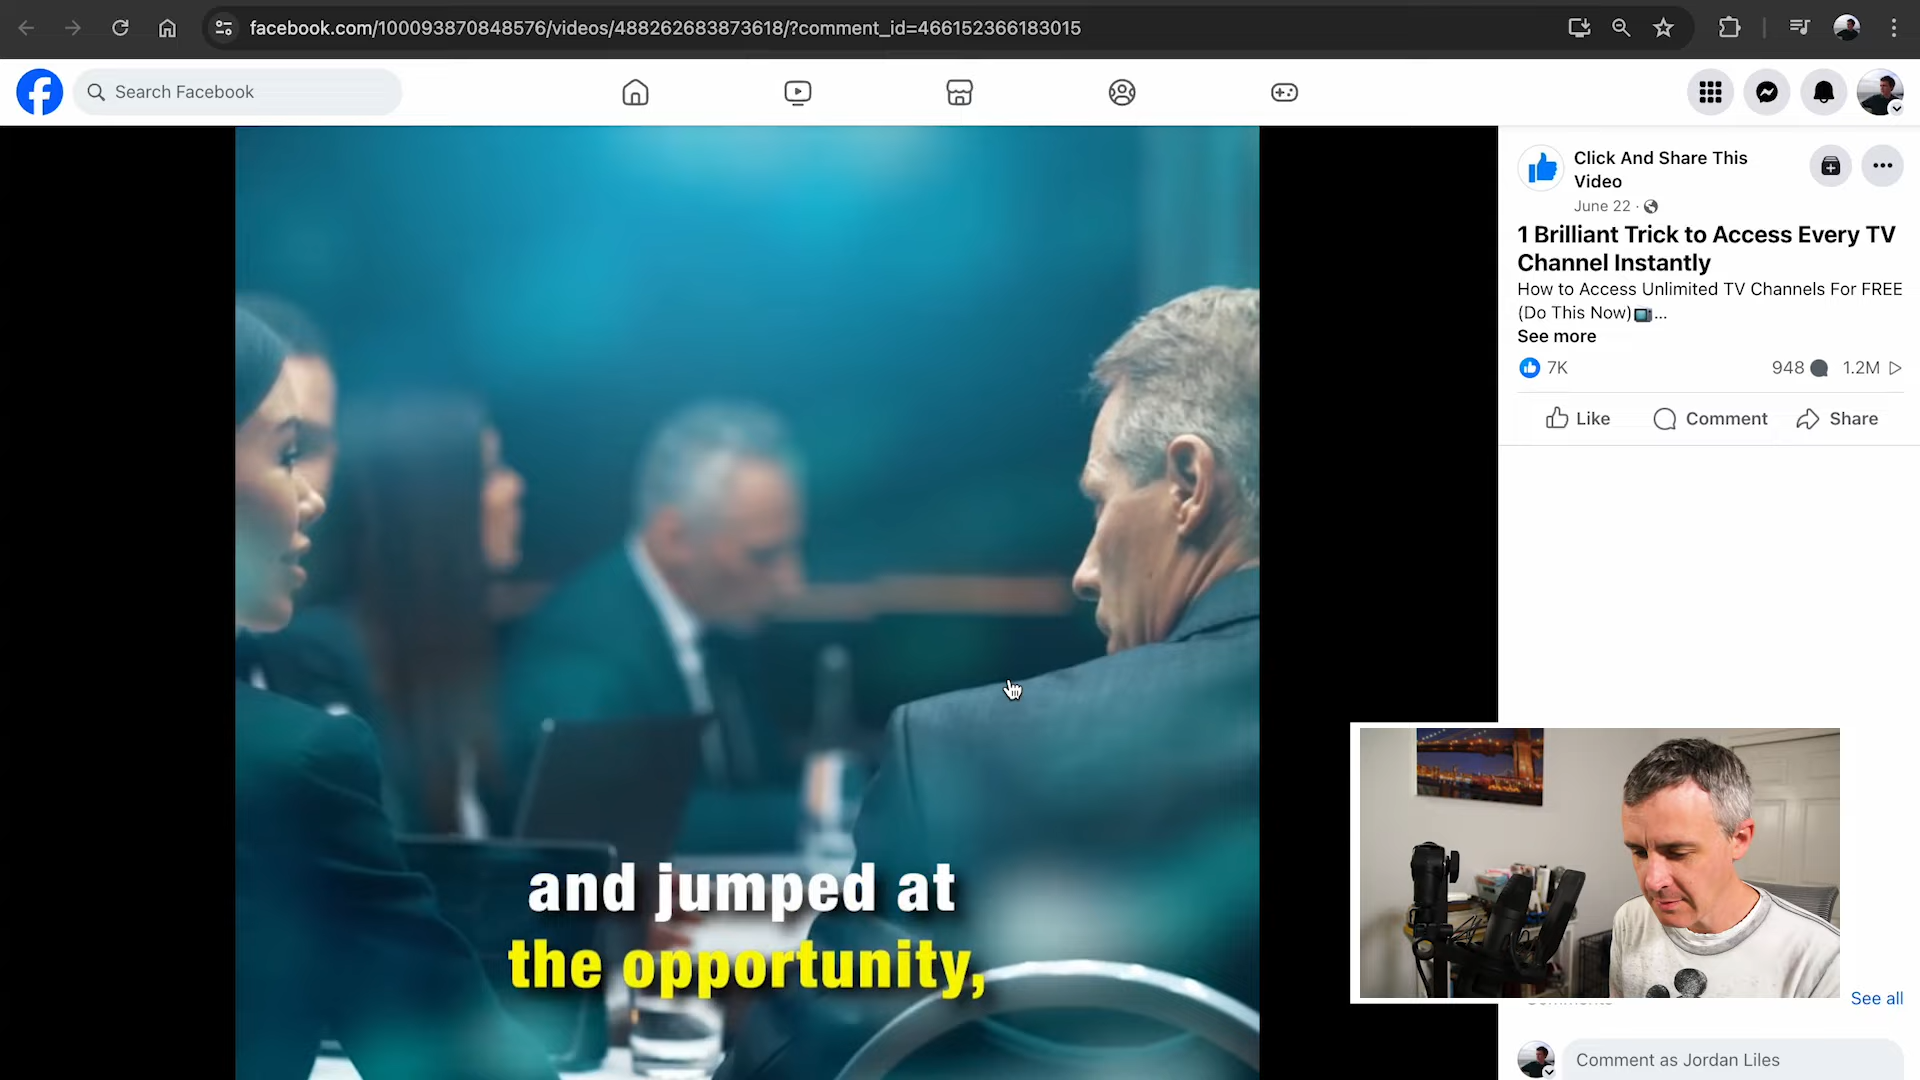 facebook.com/100093870848576/videos/488262683873618/?comment_id=466152366183015
Search Facebook
Click And Share This
Video
June 22 ·
1 Brilliant Trick to Access Every TV
Channel Instantly
How to Access Unlimited TV Channels For FREE
(Do This Now)📺...
See more
7K
948
1.2M
Like
Comment
Share
and jumped at
the opportunity,
See all
Comment as Jordan Liles